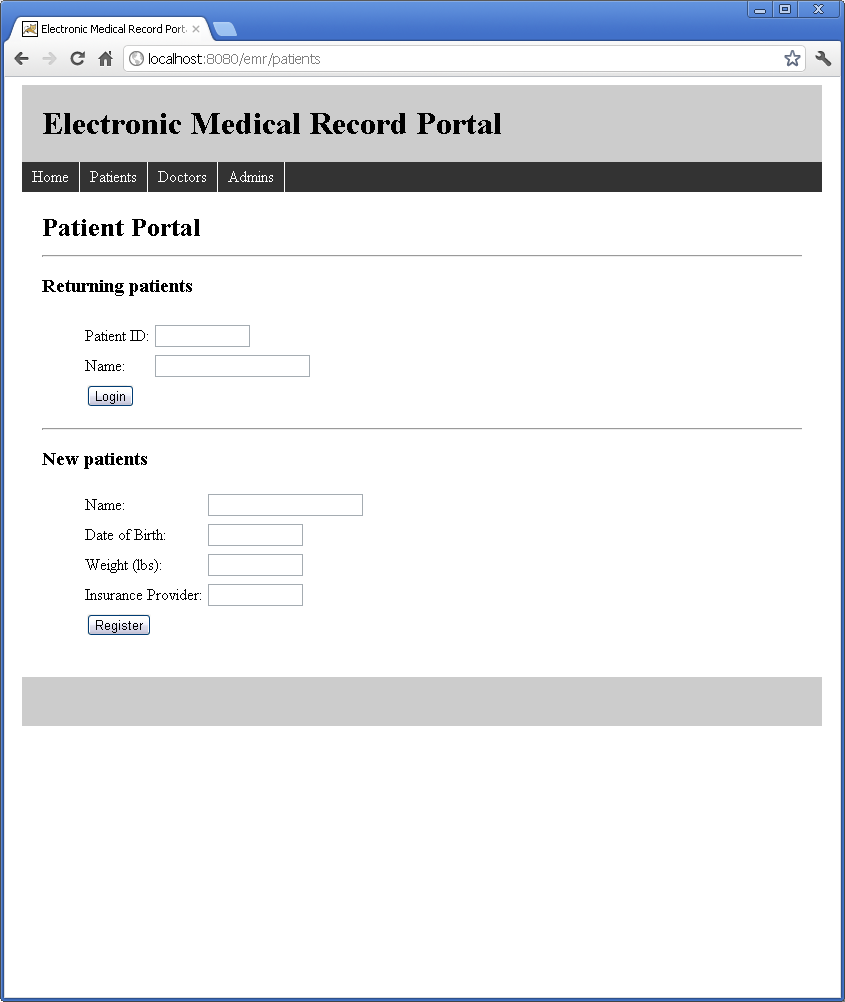 Electronic Medical Record Port
localhost:8080/emr/patients
Electronic Medical Record Portal
Home Patients Doctors Admins
Patient Portal
Returning patients
Patient ID:
Name:
Login
New patients
Name:
Date of Birth:
Weight (lbs):
Insurance Provider:
Register